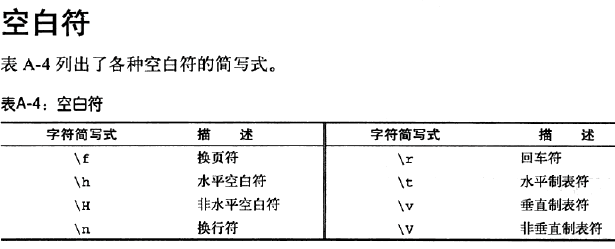 空白符
表 A-4 列出了各种空白符的简写式。
表A-4：空白符
字符简写式 描 述 字符简写式 描 述
\f 换页符 \r 回车符
\h 水平空白符 \t 水平制表符
\H 非水平空白符 \v 垂直制表符
\n 换行符 \V 非垂直制表符